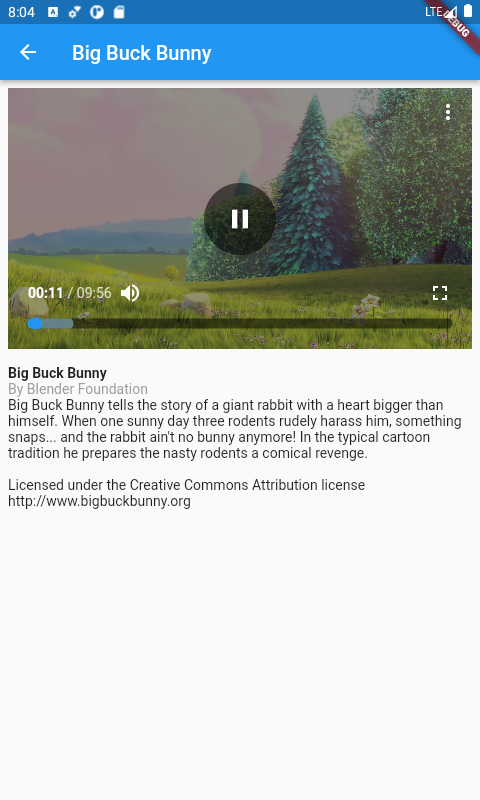 8:04
LTE
DEBUG
Big Buck Bunny
00:11 / 09:56
Big Buck Bunny
By Blender Foundation
Big Buck Bunny tells the story of a giant rabbit with a heart bigger than
himself. When one sunny day three rodents rudely harass him, something
snaps... and the rabbit ain't no bunny anymore! In the typical cartoon
tradition he prepares the nasty rodents a comical revenge.
Licensed under the Creative Commons Attribution license
http://www.bigbuckbunny.org